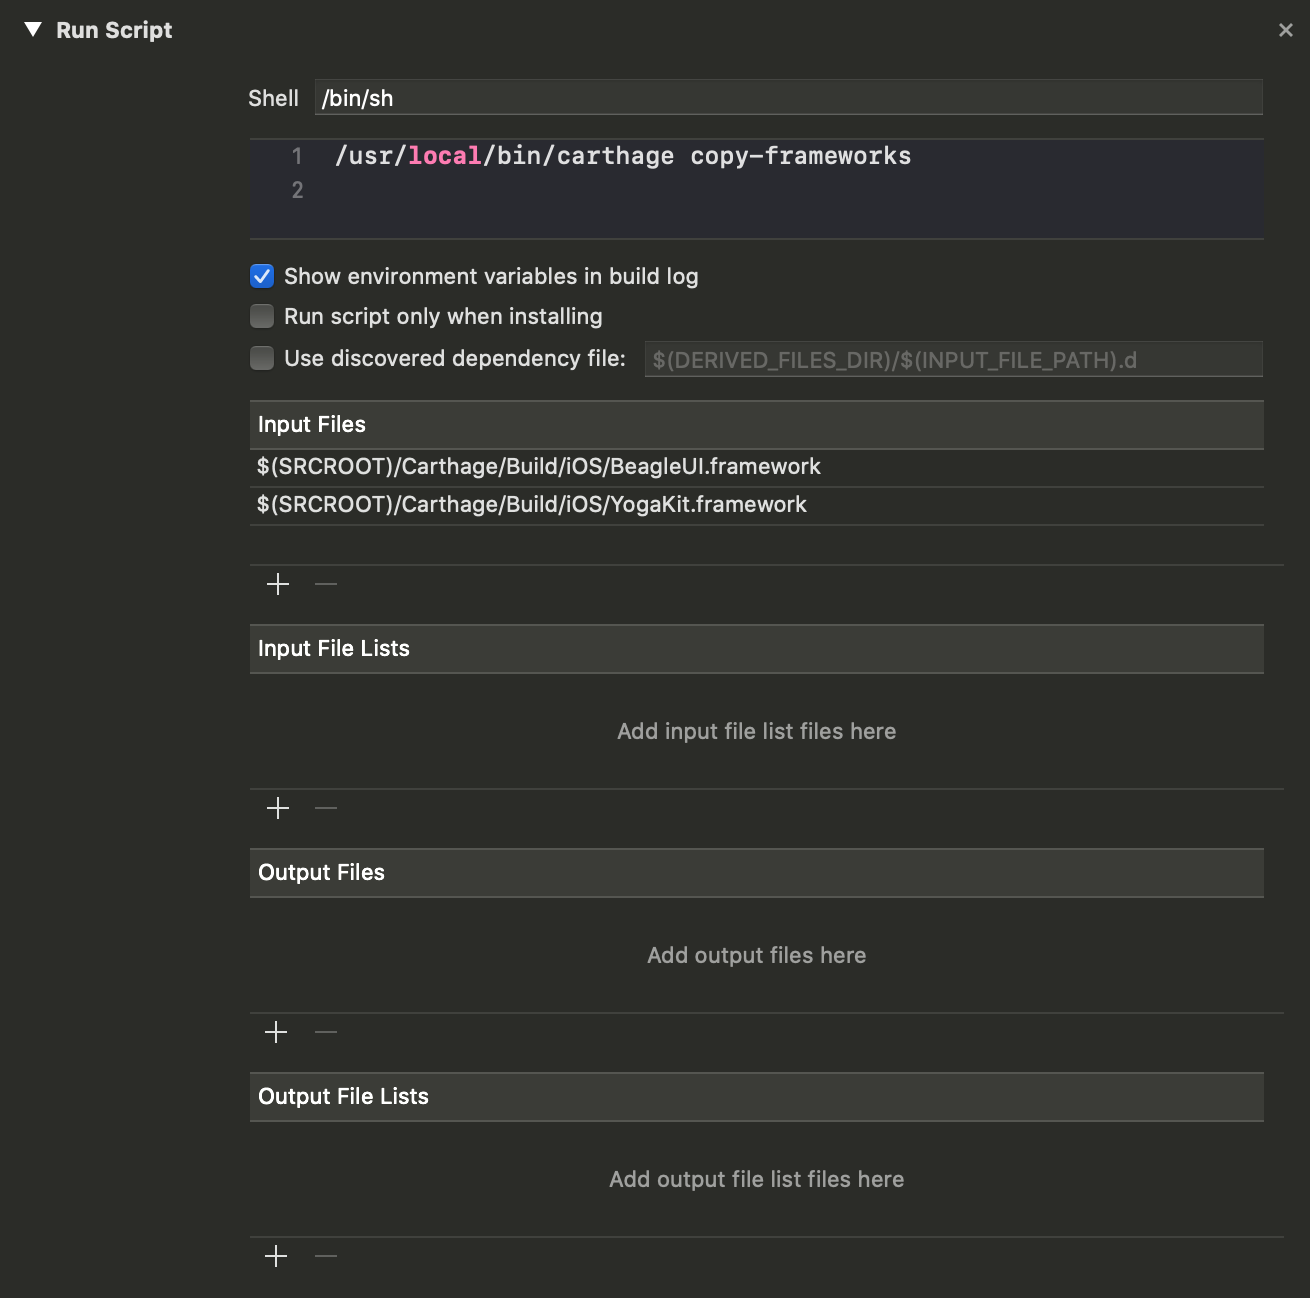 Run Script
Shell /bin/sh
1 /usr/local/bin/carthage copy-frameworks
2
Show environment variables in build log
Run script only when installing
Use discovered dependency file: $(DERIVED_FILES_DIR)/$(INPUT_FILE_PATH).d
Input Files
$(SRCROOT)/Carthage/Build/iOS/BeagleUI.framework
$(SRCROOT)/Carthage/Build/iOS/YogaKit.framework
Input File Lists
Add input file list files here
Output Files
Add output files here
Output File Lists
Add output file list files here